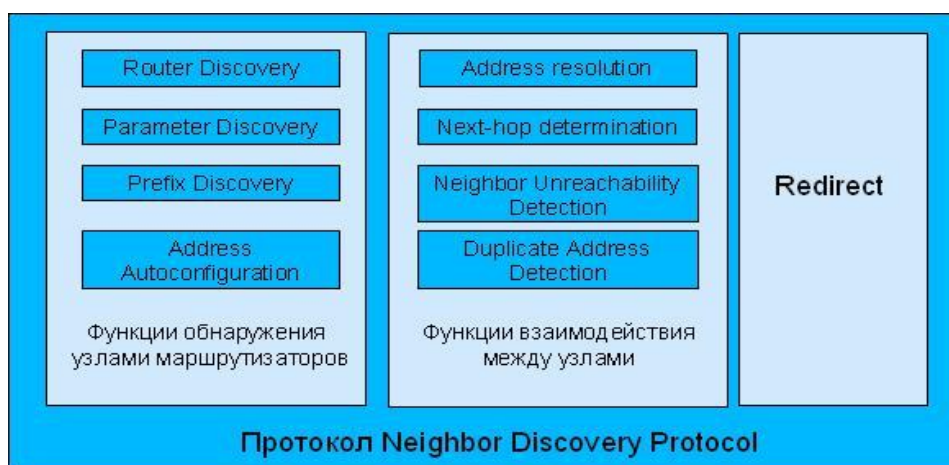 Router Discovery
Parameter Discovery
Prefix Discovery
Address
Autoconfiguration
Функции обнаружения
узлами маршрутизаторов
Address resolution
Next-hop determination
Neighbor Unreachability
Detection
Duplicate Address
Detection
Функции взаимодействия
между узлами
Redirect
Протокол Neighbor Discovery Protocol